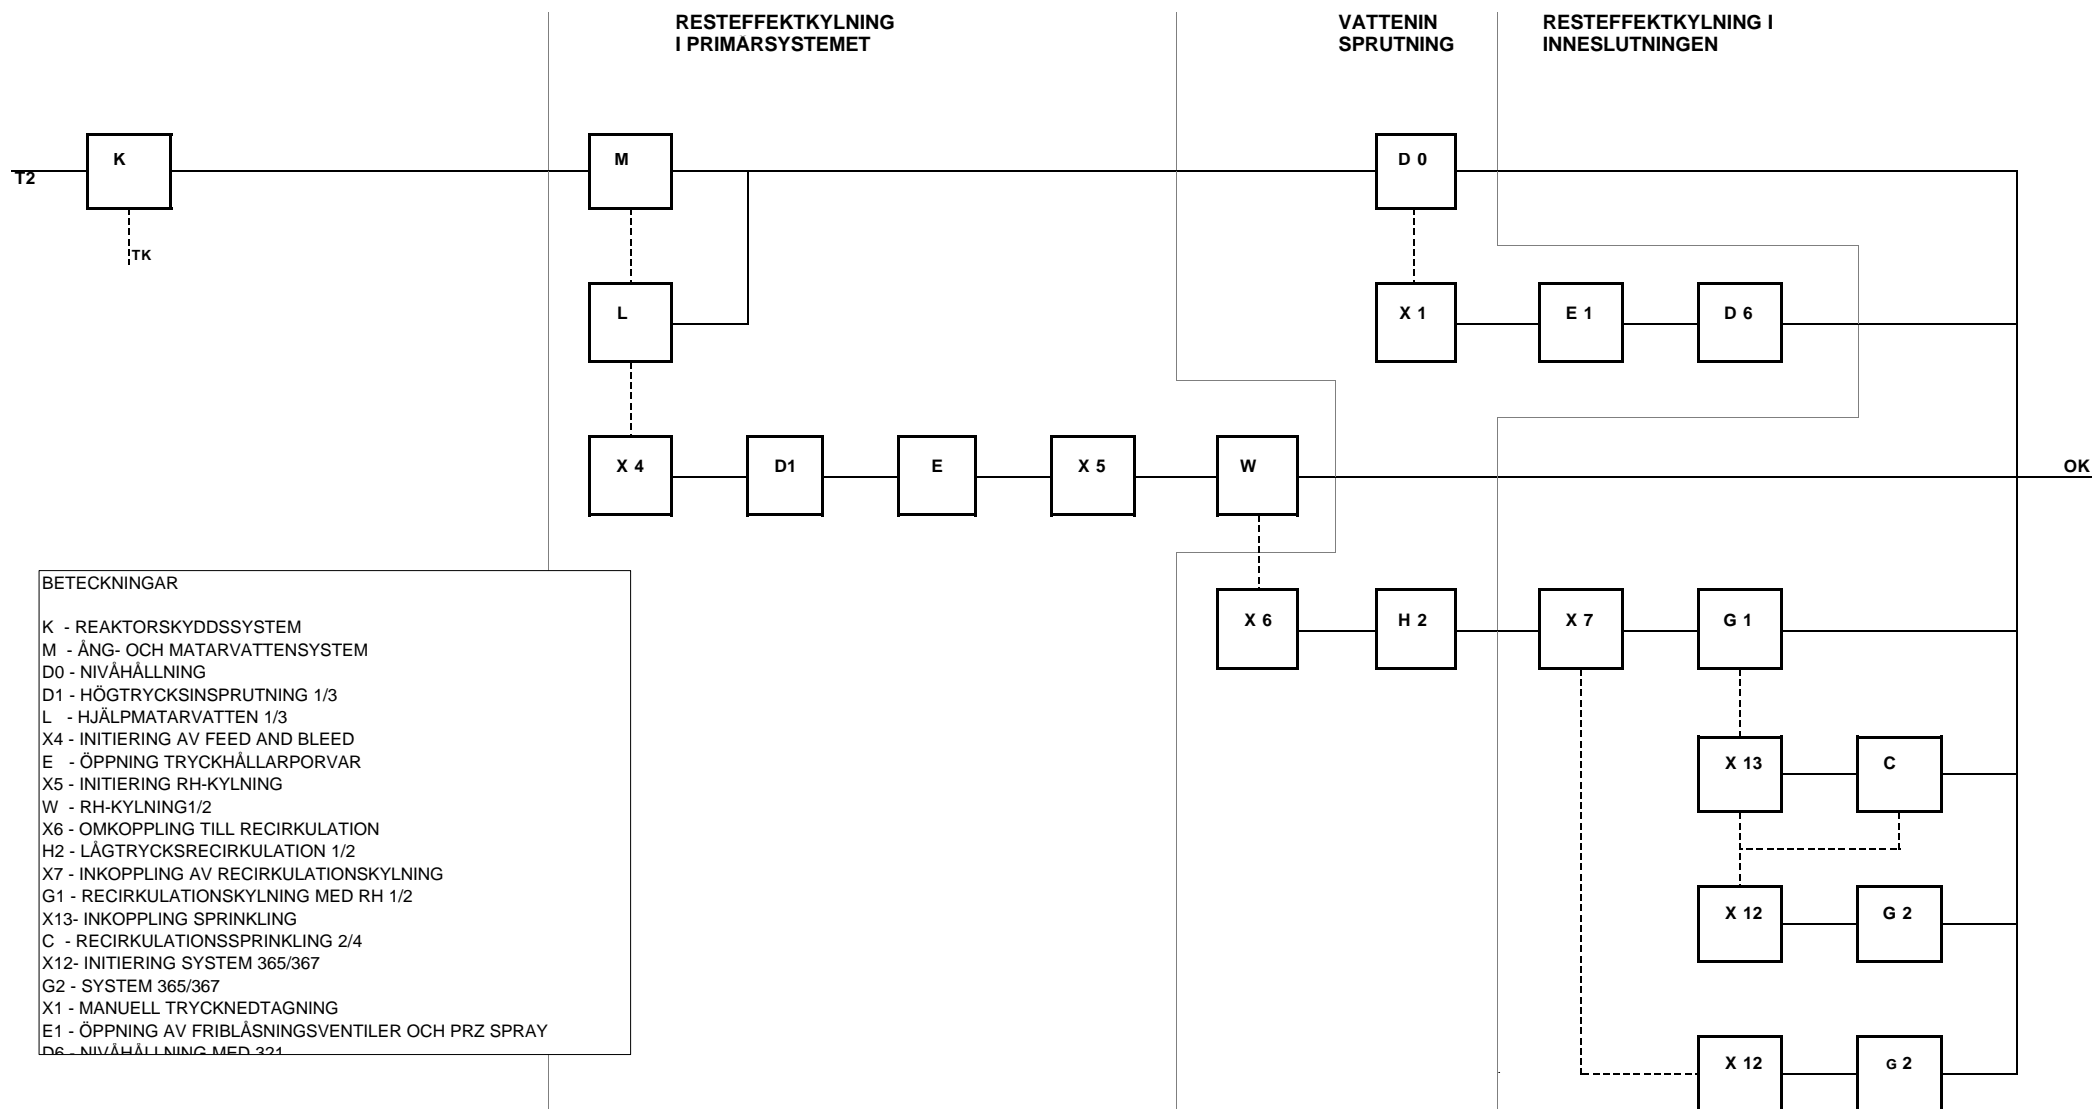 RESTEFFEKTKYLNING
I PRIMÄRSYSTEMET
VATTENIN
SPRUTNING
RESTEFFEKTKYLNING I
INNESLUTNINGEN
K
M
D 0
T2
TK
L
X 1
E 1
D 6
X 4
D1
E
X 5
W
OK
X 6
H 2
X 7
G 1
X 13
C
X 12
G 2
X 12
G 2
BETECKNINGAR
K - REAKTORSKYDDSSYSTEM
M - ÅNG- OCH MATARVATTENSYSTEM
D0 - NIVÅHÅLLNING
D1 - HÖGTRYCKSINSPRUTNING 1/3
L - HJÄLPMATARVATTEN 1/3
X4 - INITIERING AV FEED AND BLEED
E - ÖPPNING TRYCKHÅLLARPORVAR
X5 - INITIERING RH-KYLNING
W - RH-KYLNING1/2
X6 - OMKOPPLING TILL RECIRKULATION
H2 - LÅGTRYCKSRECIRKULATION 1/2
X7 - INKOPPLING AV RECIRKULATIONSKYLNING
G1 - RECIRKULATIONSKYLNING MED RH 1/2
X13- INKOPPLING SPRINKLING
C - RECIRKULATIONSSPRINKLING 2/4
X12- INITIERING SYSTEM 365/367
G2 - SYSTEM 365/367
X1 - MANUELL TRYCKNEDTAGNING
E1 - ÖPPNING AV FRIBLÅSNINGSVENTILER OCH PRZ SPRAY
D6 - NIVÅHÅLLNING MED 321